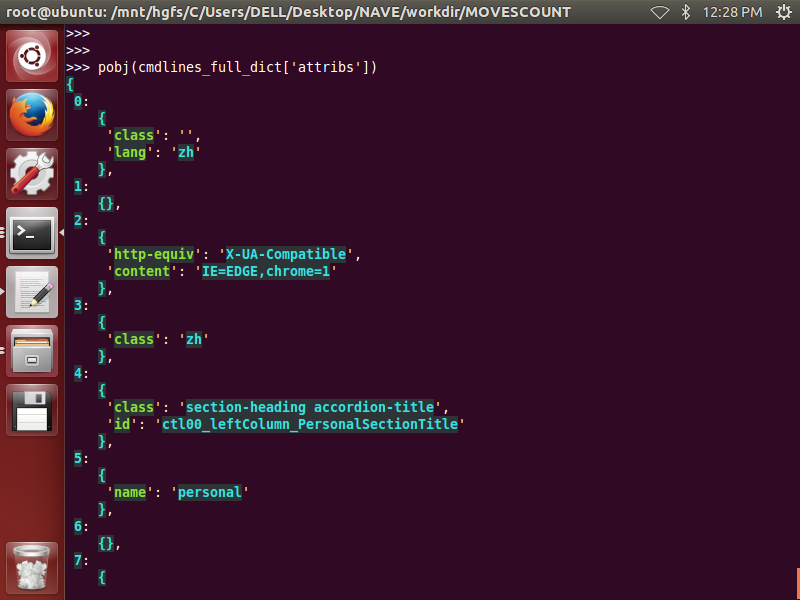 root@ubuntu: /mnt/hgfs/C/Users/DELL/Desktop/NAVE/workdir/MOVESCOUNT 12:28 PM
>>>
>>>
>>> pobj(cmdlines_full_dict['attribs'])
{
 0:
    {
     'class': '',
     'lang': 'zh'
    },
 1:
    {},
 2:
    {
     'http-equiv': 'X-UA-Compatible',
     'content': 'IE=EDGE,chrome=1'
    },
 3:
    {
     'class': 'zh'
    },
 4:
    {
     'class': 'section-heading accordion-title',
     'id': 'ctl00_leftColumn_PersonalSectionTitle'
    },
 5:
    {
     'name': 'personal'
    },
 6:
    {},
 7:
    {